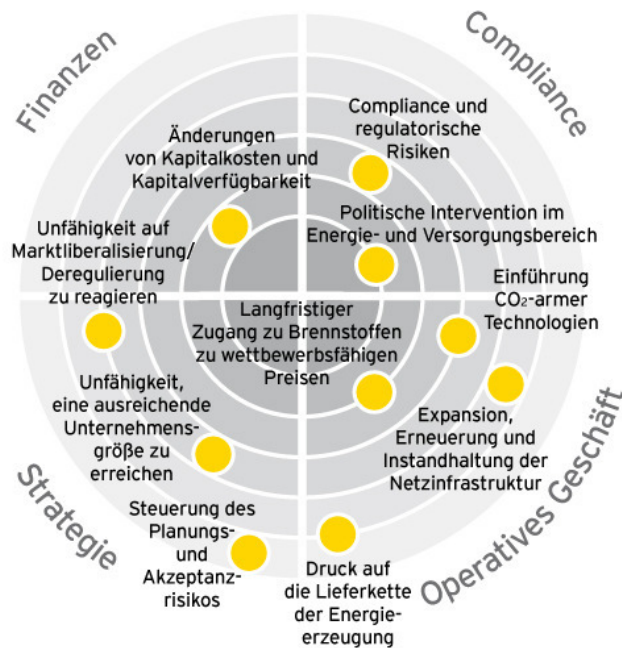 Finanzen
Compliance
Änderungen
von Kapitalkosten und
Kapitalverfügbarkeit
Compliance und
regulatorische
Risiken
Unfähigkeit auf
Marktliberalisierung/
Deregulierung
zu reagieren
Politische Intervention im
Energie- und Versorgungsbereich
Einführung
CO₂-armer
Technologien
Langfristiger
Zugang zu Brennstoffen
zu wettbewerbsfähigen
Preisen
Unfähigkeit,
eine ausreichende
Unternehmens-
größe zu
erreichen
Expansion,
Erneuerung und
Instandhaltung der
Netzinfrastruktur
Strategie
Steuerung des
Planungs-
und
Akzeptanz-
risikos
Druck auf
die Lieferkette
der Energie-
erzeugung
Operatives Geschäft